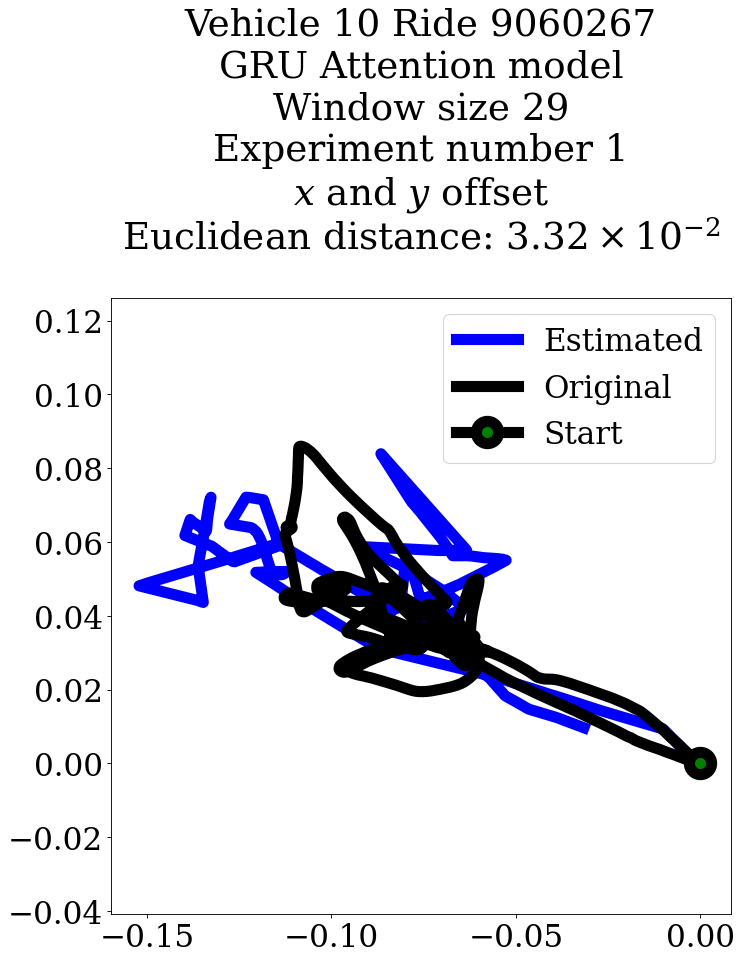 Vehicle 10 Ride 9060267
GRU Attention model
Window size 29
Experiment number 1
x and y offset
Euclidean distance: 3.32 × 10⁻²
Estimated
Original
Start
0.12
0.10
0.08
0.06
0.04
0.02
0.00
−0.02
−0.04
−0.15
−0.10
−0.05
0.00